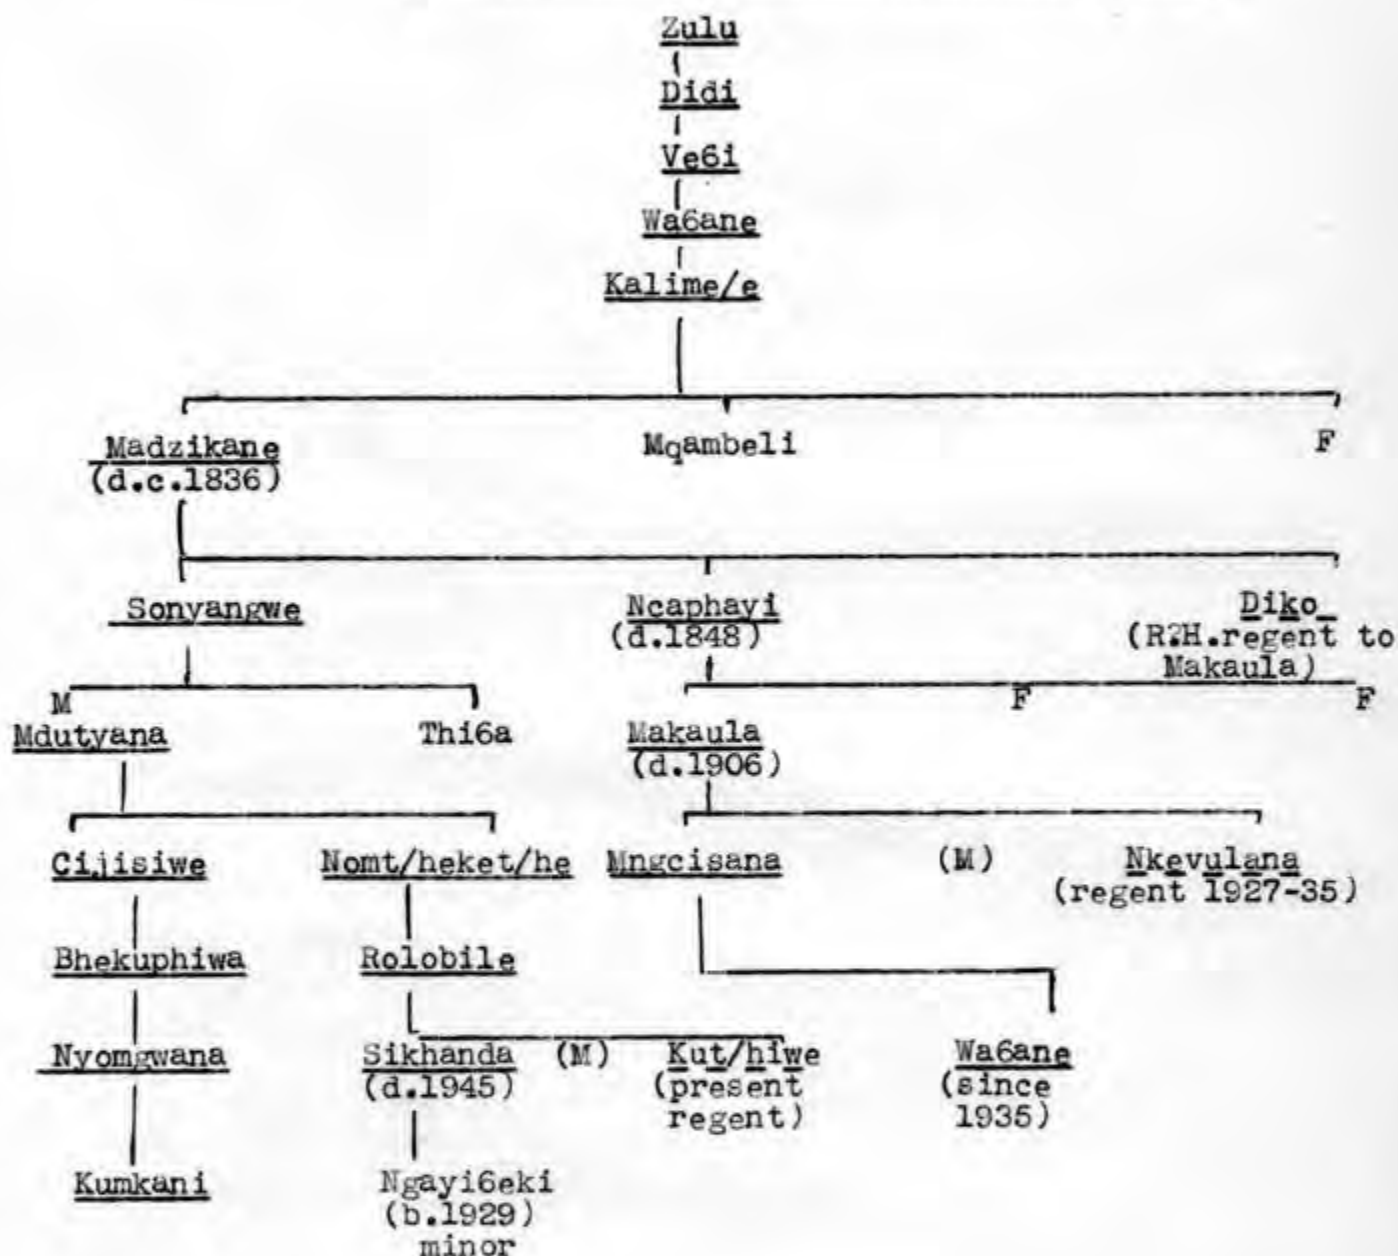 Zulu
Didi
Ve6i
Wa6ane
Kalime/e
Madzikane Mqambeli F
(d.c.1836)
Sonyangwe Ncaphayi Diko
(d.1848) (R?H.regent to
Makaula)
M F F
Mdutyana Thi6a Makaula
(d.1906)
Cijisiwe Nomt/heket/he Mngcisana (M) Nkevulana
(regent 1927-35)
Bhekuphiwa Rolobile
Nyomgwana Sikhanda (M) Kut/hiwe Wa6ane
(d.1945) (present (since
regent) 1935)
Kumkani Ngayi6eki
(b.1929)
minor